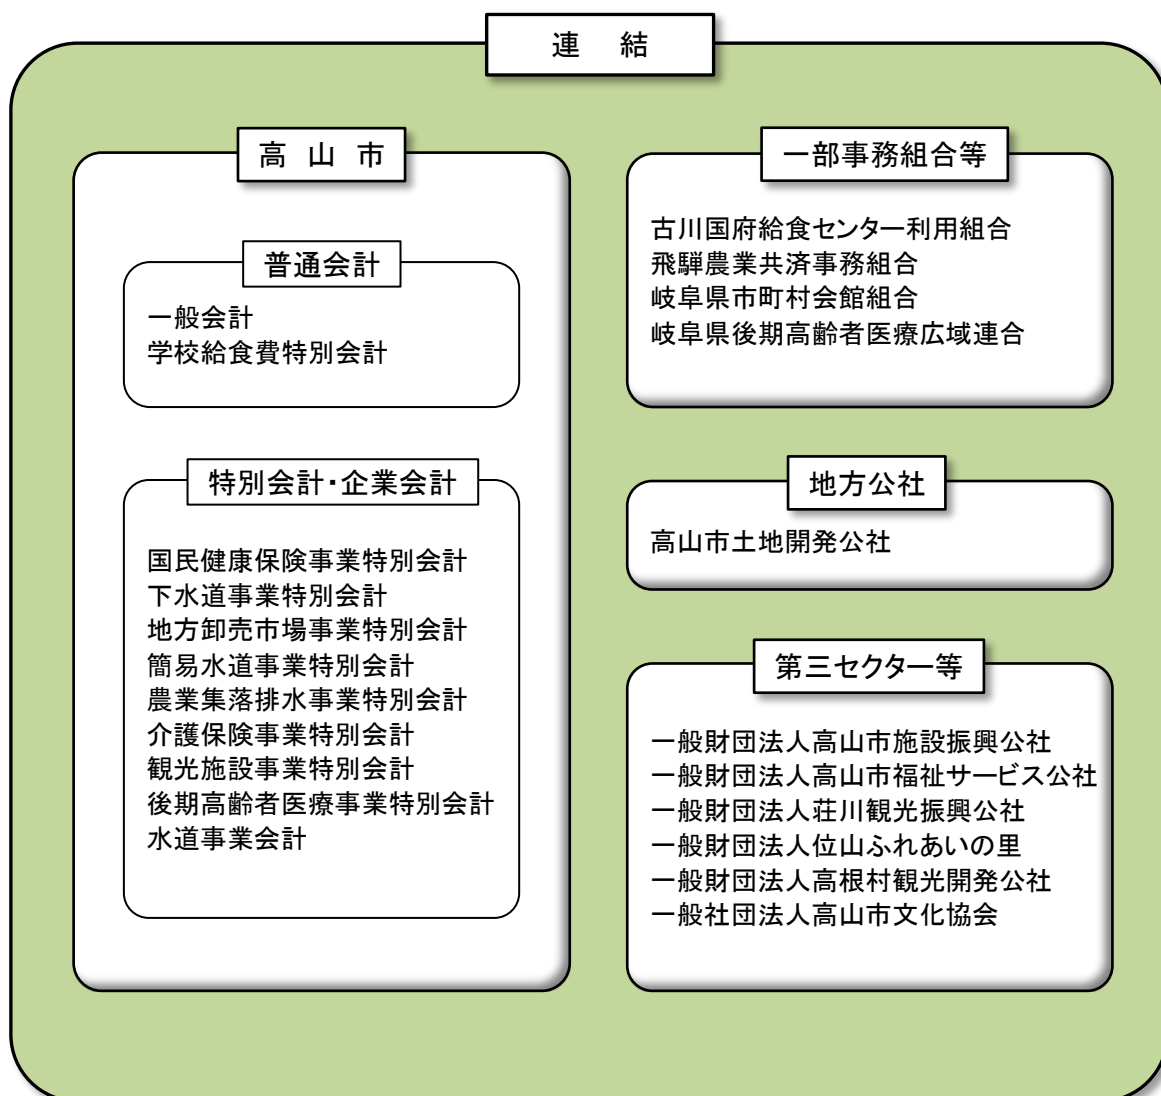 連 結
高 山 市
普通会計
一般会計
学校給食費特別会計
特別会計・企業会計
国民健康保険事業特別会計
下水道事業特別会計
地方卸売市場事業特別会計
簡易水道事業特別会計
農業集落排水事業特別会計
介護保険事業特別会計
観光施設事業特別会計
後期高齢者医療事業特別会計
水道事業会計
一部事務組合等
古川国府給食センター利用組合
飛騨農業共済事務組合
岐阜県市町村会館組合
岐阜県後期高齢者医療広域連合
地方公社
高山市土地開発公社
第三セクター等
一般財団法人高山市施設振興公社
一般財団法人高山市福祉サービス公社
一般財団法人荘川観光振興公社
一般財団法人位山ふれあいの里
一般財団法人高根村観光開発公社
一般社団法人高山市文化協会